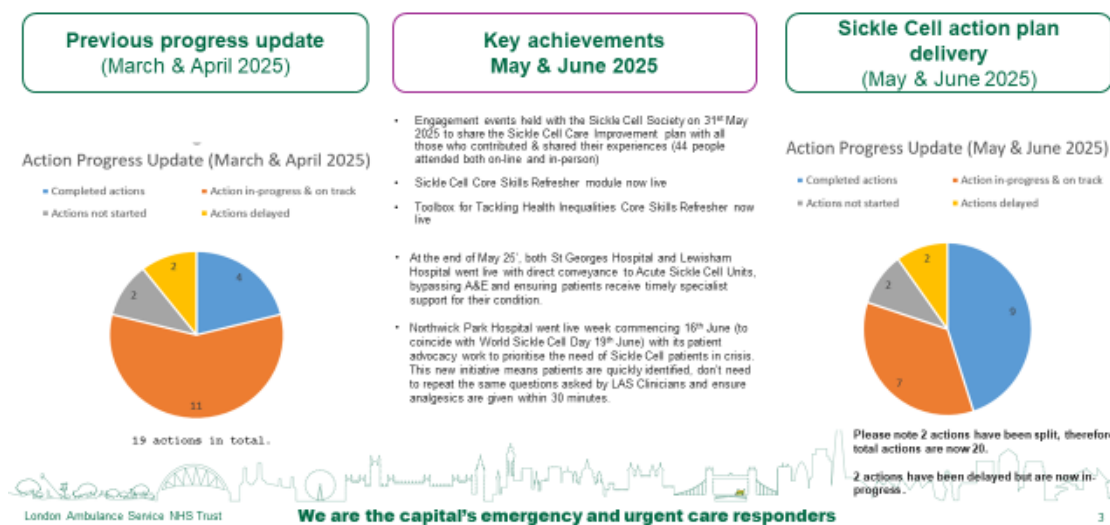 Previous progress update
(March & April 2025)
Key achievements
May & June 2025
Sickle Cell action plan
delivery
(May & June 2025)
Action Progress Update (March & April 2025)
Completed actions
Action in-progress & on track
Actions not started
Actions delayed
2
4
2
11
19 actions in total.
• Engagement events held with the Sickle Cell Society on 31st May
2025 to share the Sickle Cell Care Improvement plan with all
those who contributed & shared their experiences (44 people
attended both on-line and in-person)
• Sickle Cell Core Skills Refresher module now live
• Toolbox for Tackling Health Inequalities Core Skills Refresher now
live
• At the end of May 25', both St Georges Hospital and Lewisham
Hospital went live with direct conveyance to Acute Sickle Cell Units,
bypassing A&E and ensuring patients receive timely specialist
support for their condition.
• Northwick Park Hospital went live week commencing 16th June (to
coincide with World Sickle Cell Day 19th June) with its patient
advocacy work to prioritise the need of Sickle Cell patients in crisis.
This new initiative means patients are quickly identified, don't need
to repeat the same questions asked by LAS Clinicians and ensure
analgesics are given within 30 minutes.
Action Progress Update (May & June 2025)
Completed actions
Action in-progress & on track
Actions not started
Actions delayed
2
2
9
7
Please note 2 actions have been split, therefor
total actions are now 20.
2 actions have been delayed but are now in-
progress.
London Ambulance Service NHS Trust
We are the capital's emergency and urgent care responders
3